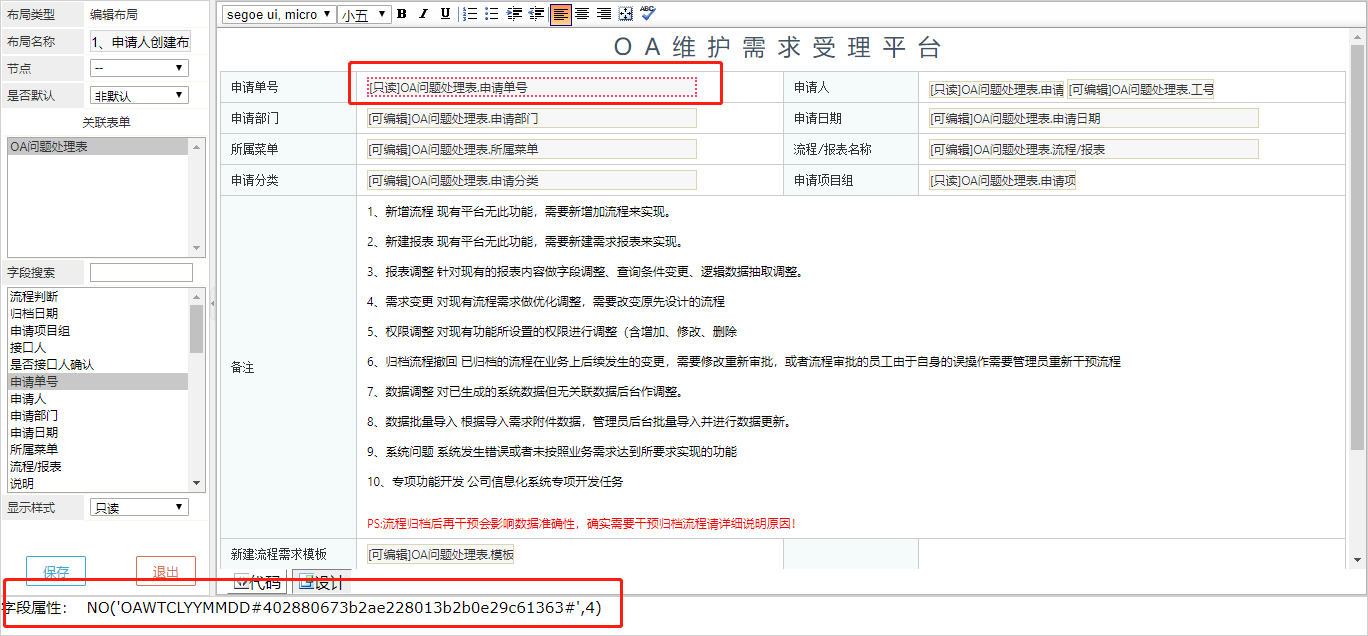 布局类型 编辑布局
布局名称 1、申请人创建布
节点 --
是否默认 非默认
关联表单
OA问题处理表
字段搜索
流程判断
归档日期
申请项目组
接口人
是否接口人确认
申请单号
申请人
申请部门
申请日期
所属菜单
流程/报表
说明
显示样式 只读
保存 退出
segoe ui, micro 小五 B I U ABC
OA维护需求受理平台
申请单号 [只读]OA问题处理表.申请单号 申请人 [只读]OA问题处理表.申请 [可编辑]OA问题处理表.工号
申请部门 [可编辑]OA问题处理表.申请部门 申请日期 [可编辑]OA问题处理表.申请日期
所属菜单 [可编辑]OA问题处理表.所属菜单 流程/报表名称 [可编辑]OA问题处理表.流程/报表
申请分类 [可编辑]OA问题处理表.申请分类 申请项目组 [只读]OA问题处理表.申请项
备注
1、新增流程 现有平台无此功能，需要新增加流程来实现。
2、新建报表 现有平台无此功能，需要新建需求报表来实现。
3、报表调整 针对现有的报表内容做字段调整、查询条件变更、逻辑数据抽取调整。
4、需求变更 对现有流程需求做优化调整，需要改变原先设计的流程
5、权限调整 对现有功能所设置的权限进行调整（含增加、修改、删除
6、归档流程撤回 已归档的流程在业务上后续发生的变更，需要修改重新审批，或者流程审批的员工由于自身的误操作需要管理员重新干预流程
7、数据调整 对已生成的系统数据但无关联数据后台作调整。
8、数据批量导入 根据导入需求附件数据，管理员后台批量导入并进行数据更新。
9、系统问题 系统发生错误或者未按照业务需求达到所要求实现的功能
10、专项功能开发 公司信息化系统专项开发任务
PS:流程归档后再干预会影响数据准确性，确实需要干预归档流程请详细说明原因！
新建流程需求模板 [可编辑]OA问题处理表.模板
代码 设计
字段属性： NO('OAWTCLYYMMDD#402880673b2ae228013b2b0e29c61363#',4)